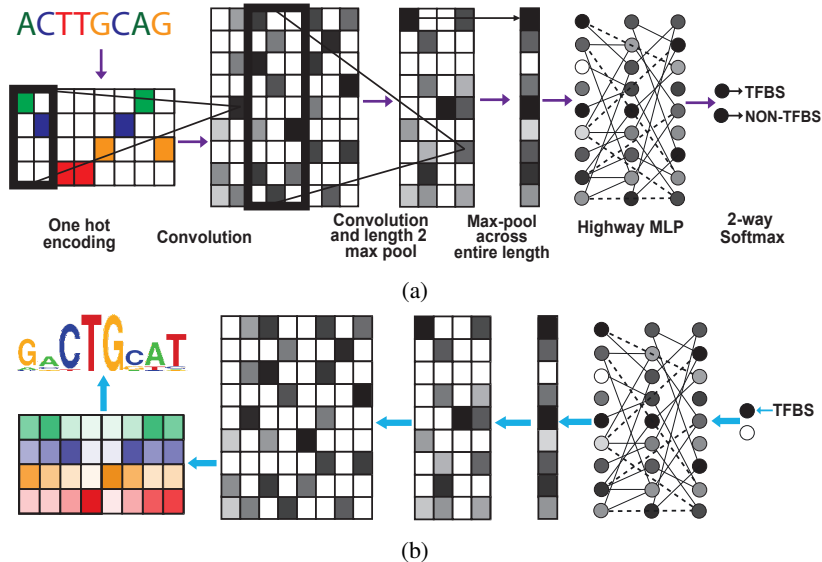 ACTTGCAG
TFBS
NON-TFBS
One hot
encoding
Convolution
Convolution
and length 2
max pool
Max-pool
across
entire length
Highway MLP
2-way
Softmax
(a)
GACTGCAT
TFBS
(b)